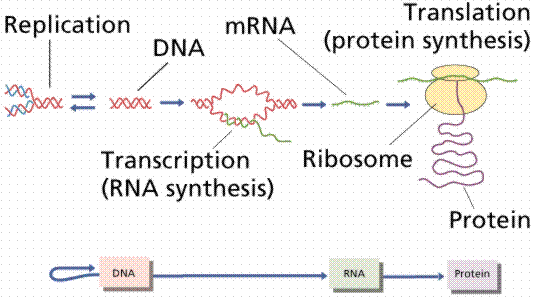 Replication
DNA
mRNA
Translation
(protein synthesis)
Transcription
(RNA synthesis)
Ribosome
Protein
DNA
RNA
Protein